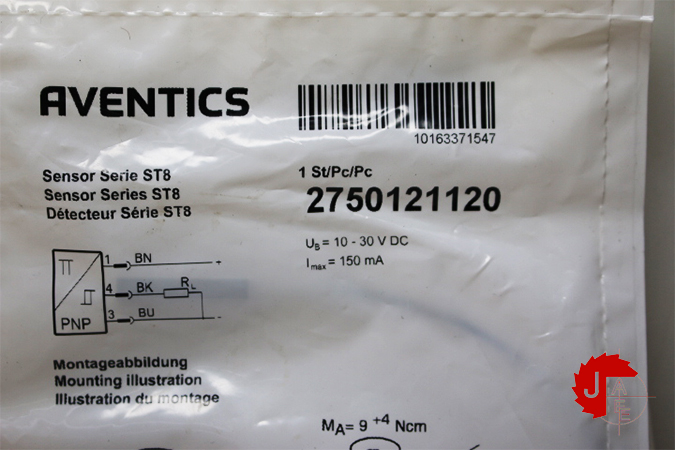 AVENTICS
10163371547
Sensor Serie ST8
Sensor Series ST8
Détecteur Série ST8
1 St/Pc/Pc
2750121120
UB = 10 - 30 V DC
Imax = 150 mA
1 BN +
4 BK RL
3 BU -
PNP
Montageabbildung
Mounting illustration
Illustration du montage
MA= 9 +4 Ncm
J